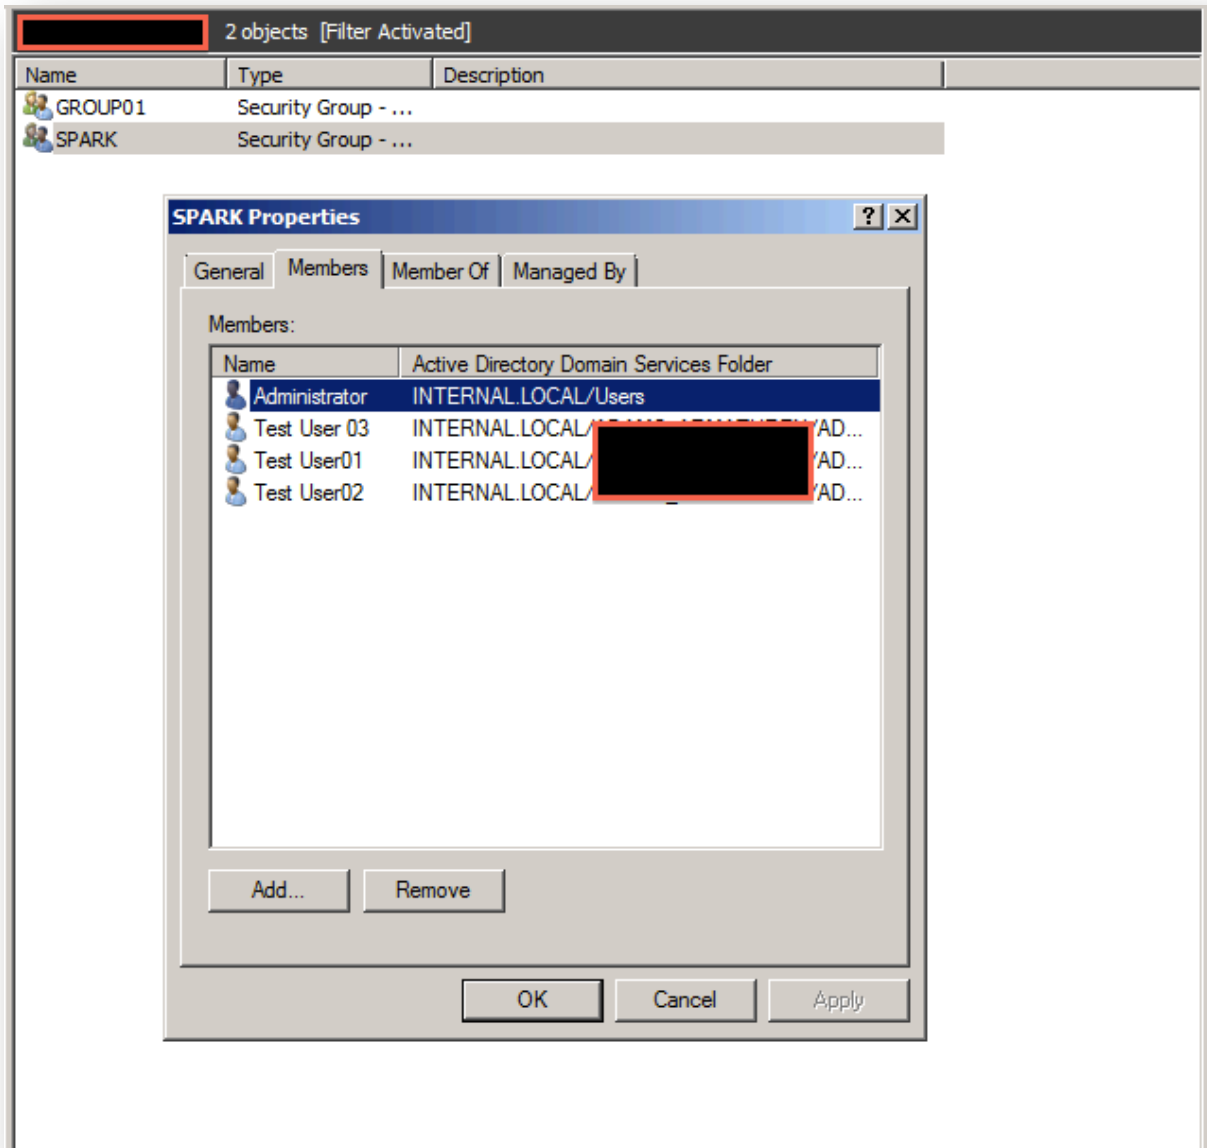 2 objects [Filter Activated]
Name Type Description
GROUP01 Security Group - ...
SPARK Security Group - ...
SPARK Properties
General Members Member Of Managed By
Members:
Name Active Directory Domain Services Folder
Administrator INTERNAL.LOCAL/Users
Test User 03 INTERNAL.LOCAL/ /AD...
Test User01 INTERNAL.LOCAL/ /AD...
Test User02 INTERNAL.LOCAL/ /AD...
Add... Remove
OK Cancel Apply